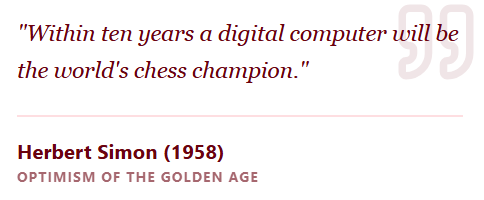 "Within ten years a digital computer will be
the world's chess champion."
Herbert Simon (1958)
OPTIMISM OF THE GOLDEN AGE